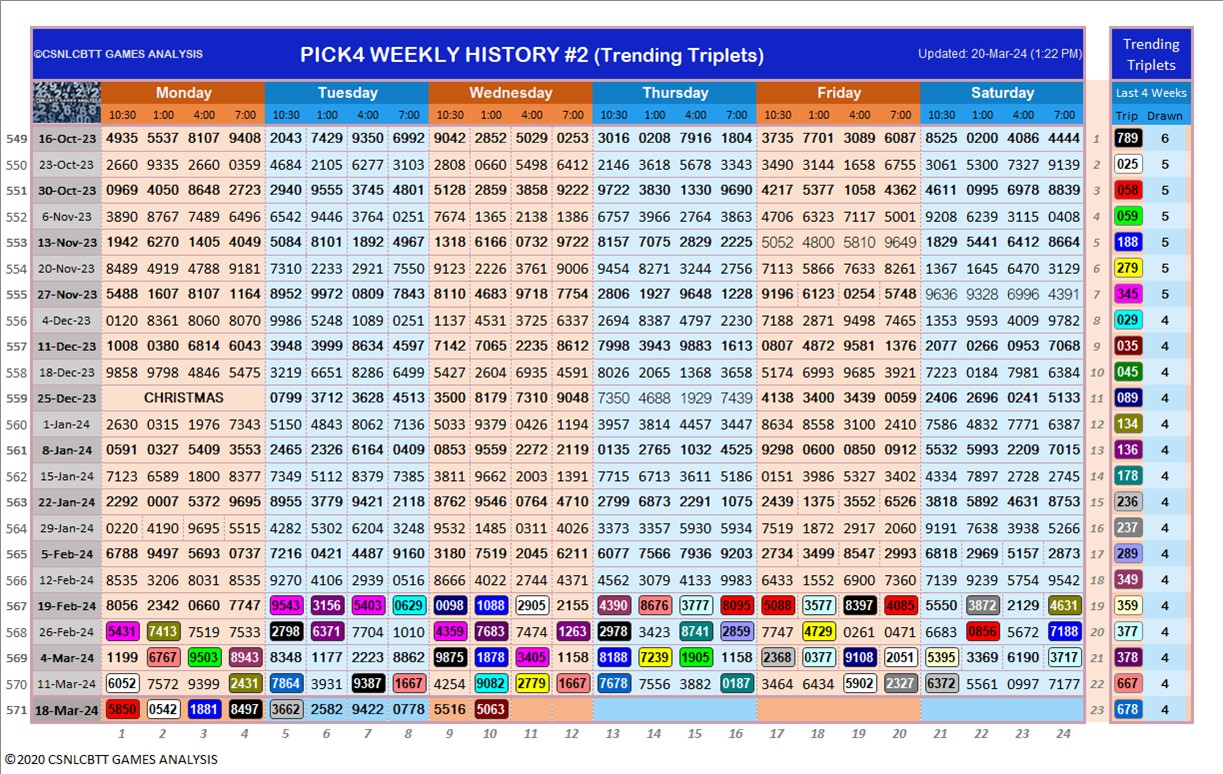 ©CSNLCBTT GAMES ANALYSIS PICK4 WEEKLY HISTORY #2 (Trending Triplets) Updated: 20-Mar-24 (1:22 PM) Trending
Triplets
Monday Tuesday Wednesday Thursday Friday Saturday Last 4 Weeks
10:30 1:00 4:00 7:00 10:30 1:00 4:00 7:00 10:30 1:00 4:00 7:00 10:30 1:00 4:00 7:00 10:30 1:00 4:00 7:00 10:30 1:00 4:00 7:00 Trip Drawn
549 16-Oct-23 4935 5537 8107 9408 2043 7429 9350 6992 9042 2852 5029 0253 3016 0208 7916 1804 3735 7701 3089 6087 8525 0200 4086 4444 1 789 6
550 23-Oct-23 2660 9335 2660 0359 4684 2105 6277 3103 9808 0660 5498 6412 2146 3618 5678 3343 3490 3144 1658 6755 3061 5300 7327 9139 2 025 5
551 30-Oct-23 0969 4050 8648 2723 2940 9555 3745 4801 5128 2859 3858 9222 9722 3830 1330 9690 4217 5377 1058 4362 4611 0995 6978 8839 3 058 5
552 6-Nov-23 3890 8767 7489 6496 6542 9446 3764 0251 7674 1365 2138 1386 6757 3966 2764 3863 4706 6323 7117 5001 9208 6239 3115 0408 4 059 5
553 13-Nov-23 1942 6270 1405 4049 5084 8101 1892 4967 1318 6166 0732 9722 8157 7075 2829 2225 5052 4800 5810 9649 1829 5441 6412 8664 5 188 5
554 20-Nov-23 8489 4919 4788 9181 7310 2233 2921 7550 9123 2226 3761 9006 9454 8271 3244 2756 7113 5866 7633 8261 1367 1645 6470 3129 6 279 5
555 27-Nov-23 5488 1607 8107 1164 8952 9972 0809 7843 8110 4683 9718 7754 2806 1927 9648 1228 9196 6123 0254 5748 9636 9328 6996 4391 7 345 5
556 4-Dec-23 0120 8361 8060 8070 9986 5248 1089 0251 1137 4531 3725 6337 2694 8387 4797 2230 7188 2871 9498 7465 1353 9593 4009 9782 8 029 4
557 11-Dec-23 1008 0380 6814 6043 3948 3999 8634 4597 7142 7065 2235 8612 7998 3943 9883 1613 0807 4872 9581 1376 2077 0266 0953 7068 9 035 4
558 18-Dec-23 9858 9798 4846 5475 3219 6651 8286 6499 5427 2604 6935 4591 8026 2065 1368 3658 5174 6993 9685 3921 7223 0184 7981 6384 10 045 4
559 25-Dec-23 CHRISTMAS 0799 3712 3628 4513 3500 8179 7310 9048 7350 4688 1929 7439 4138 3400 3439 0059 2406 2696 0241 5133 11 089 4
560 1-Jan-24 2630 0315 1976 7343 5150 4843 8062 7136 5033 9379 0426 1194 3957 3814 4457 3447 8634 8558 3100 2410 7586 4832 7771 6387 12 134 4
561 8-Jan-24 0591 0327 5409 3553 2465 2326 6164 0409 0853 9559 2272 2119 0135 2765 1032 4525 9298 0600 0850 0912 5532 5993 2209 7015 13 136 4
562 15-Jan-24 7123 6589 1800 8377 7349 5112 8379 7385 9811 9662 2003 1391 7715 6713 3611 5186 0151 3986 5327 3402 4334 7897 2728 2745 14 178 4
563 22-Jan-24 2292 0007 5372 9695 8955 3779 9421 2118 8762 9546 0764 4710 2799 6873 2291 1075 2439 1375 3552 6526 3818 5892 4631 8753 15 236 4
564 29-Jan-24 0220 4190 9695 5515 4282 5302 6204 3248 9532 1485 0311 4026 3373 3357 5930 5934 7519 1872 2917 2060 9191 7638 3938 5266 16 237 4
565 5-Feb-24 6788 9497 5693 0737 7216 0421 4487 9160 3180 7519 2045 6211 6077 7566 7936 9203 2734 3499 8547 2993 6818 2969 5157 2873 17 289 4
566 12-Feb-24 8535 3206 8031 8535 9270 4106 2939 0516 8666 4022 2744 4371 4562 3079 4133 9983 6433 1552 6900 7360 7139 9239 5754 9542 18 349 4
567 19-Feb-24 8056 2342 0660 7747 9543 3156 5403 0629 0098 1088 2905 2155 4390 8676 3777 8095 5088 3577 8397 4085 5550 3872 2129 4631 19 359 4
568 26-Feb-24 5431 7413 7519 7533 2798 6371 7704 1010 4359 7683 7474 1263 2978 3423 8741 2859 7747 4729 0261 0471 6683 0856 5672 7188 20 377 4
569 4-Mar-24 1199 6767 9503 8943 8348 1177 2223 8862 9875 1878 3405 1158 8188 7239 1905 1158 2368 0377 9108 2051 5395 3369 6190 3717 21 378 4
570 11-Mar-24 6052 7572 9399 2431 7864 3931 9387 1667 4254 9082 2779 1667 7678 7556 3882 0187 3464 6434 5902 2327 6372 5561 0997 7177 22 667 4
571 18-Mar-24 5850 0542 1881 8497 3662 2582 9422 0778 5516 5063 23 678 4
1 2 3 4 5 6 7 8 9 10 11 12 13 14 15 16 17 18 19 20 21 22 23 24
©2020 CSNLCBTT GAMES ANALYSIS